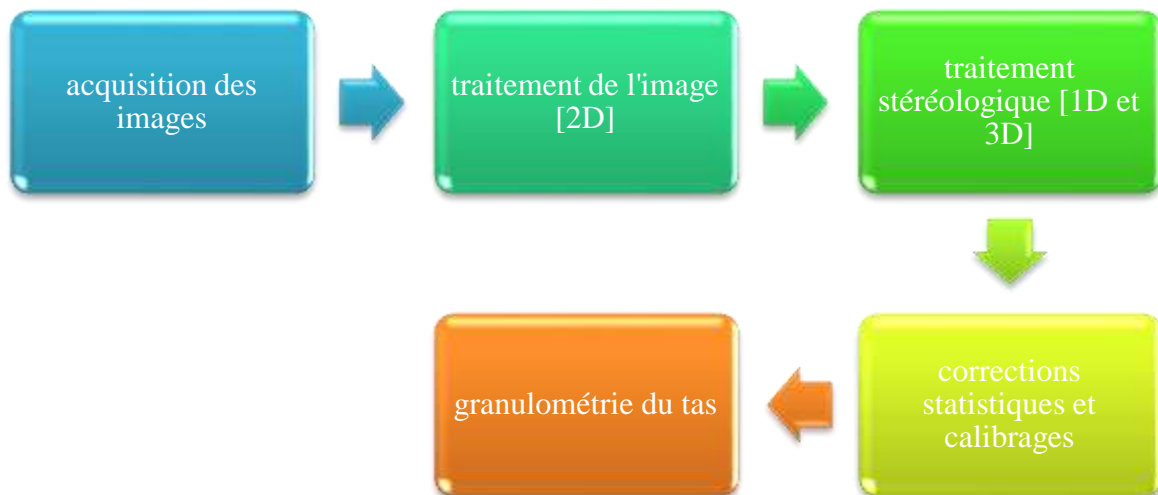 acquisition des
images
traitement de l'image
[2D]
traitement
stéréologique [1D et
3D]
corrections
statistiques et
calibrages
granulométrie du tas